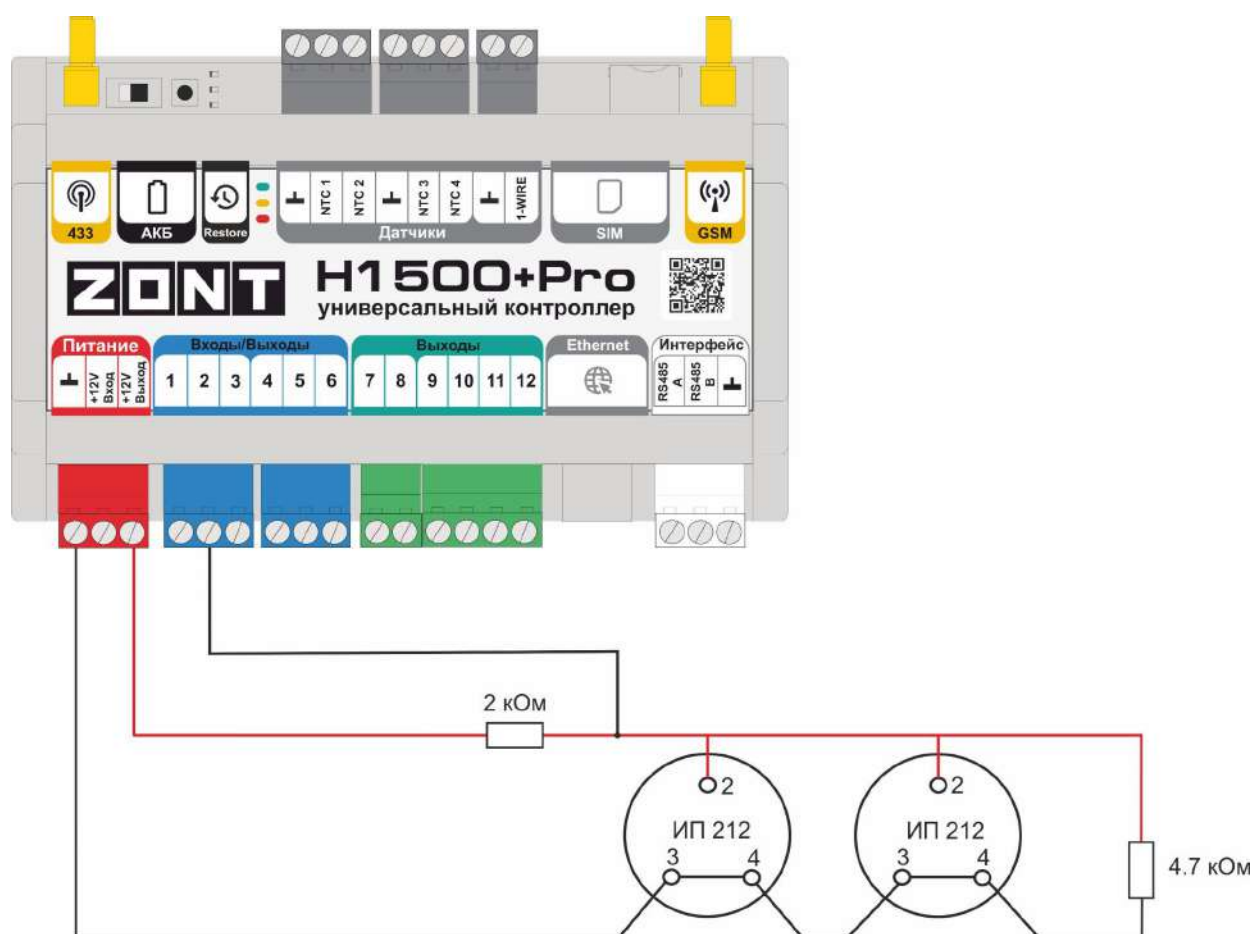 433
АКБ
Restore
NTC 1
NTC 2
NTC 3
NTC 4
1-WIRE
Датчики
SIM
GSM
ZONT
H1500+Pro
универсальный контроллер
Питание
+12V Вход
+12V Выход
Входы/Выходы
1 2 3 4 5 6
Выходы
7 8 9 10 11 12
Ethernet
Интерфейс
RS485 A
RS485 B
2 кОм
2
ИП 212
3 4
2
ИП 212
3 4
4.7 кОм